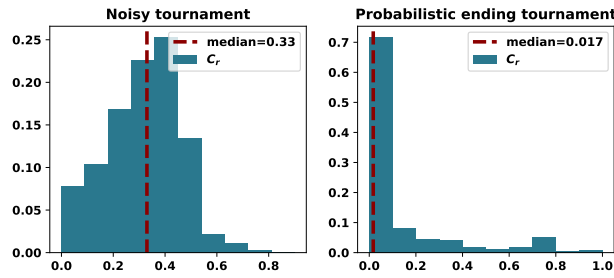 Noisy tournament
median=0.33
C_r
0.25
0.20
0.15
0.10
0.05
0.00
0.0 0.2 0.4 0.6 0.8
Probabilistic ending tournament
median=0.017
C_r
0.7
0.6
0.5
0.4
0.3
0.2
0.1
0.0
0.0 0.2 0.4 0.6 0.8 1.0